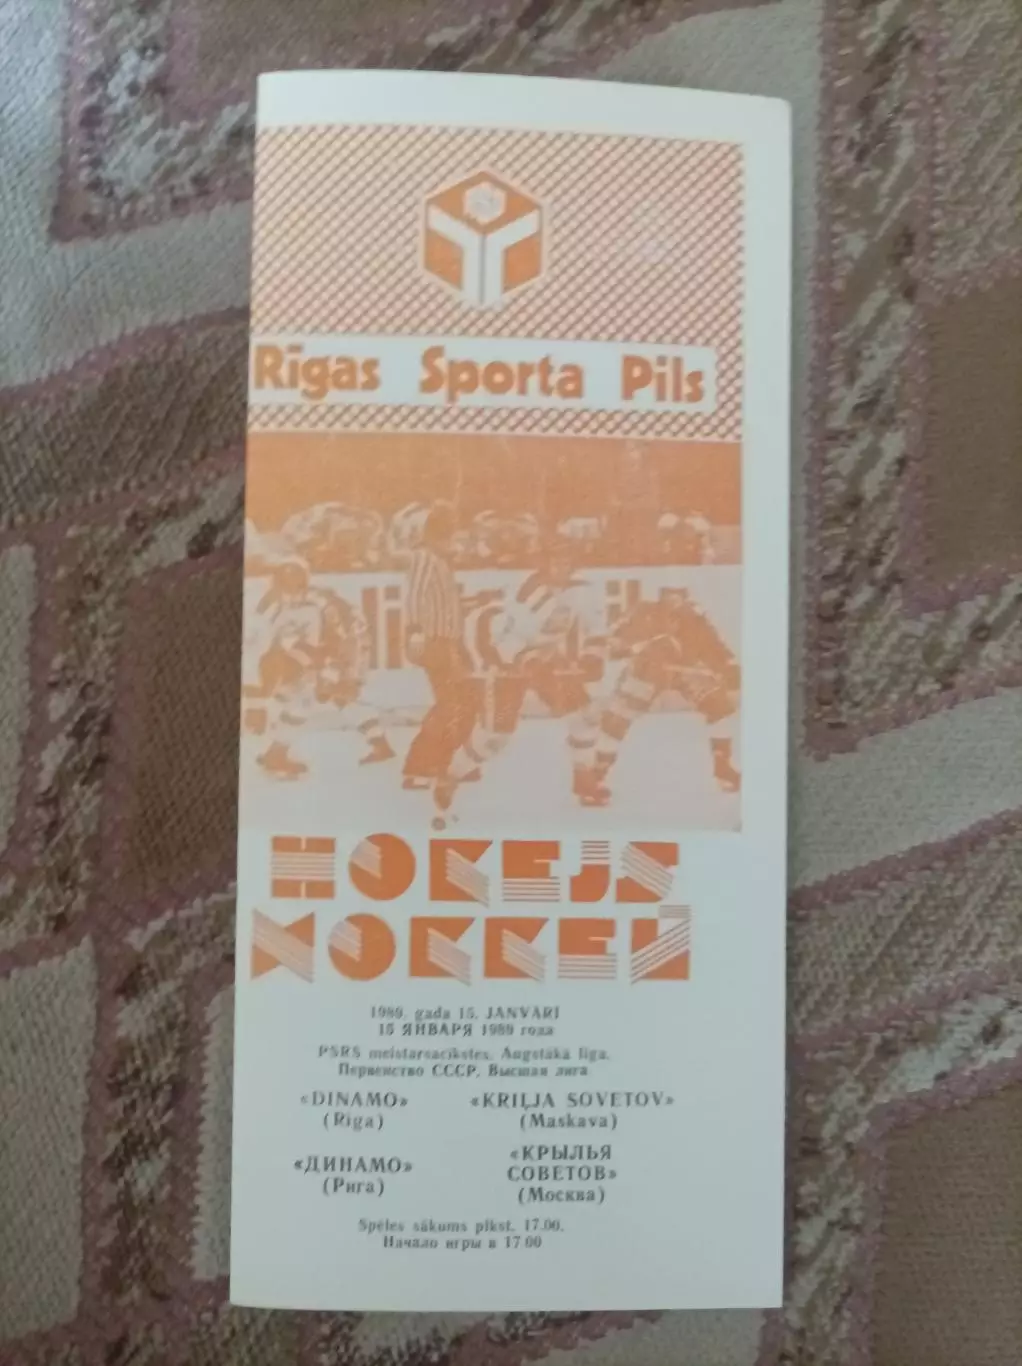 Rīgas Sporta Pils
HOKEJS
ХОККЕЙ
1989. gada 15. JANVĀRĪ
15 ЯНВАРЯ 1989 года
PSRS meistarsacīkstes. Augstākā līga.
Первенство СССР. Высшая лига
«DINAMO» «KRIĻJA SOVETOV»
(Rīga) (Maskava)
«ДИНАМО» «КРЫЛЬЯ СОВЕТОВ»
(Рига) (Москва)
Spēles sākums plkst. 17.00.
Начало игры в 17.00